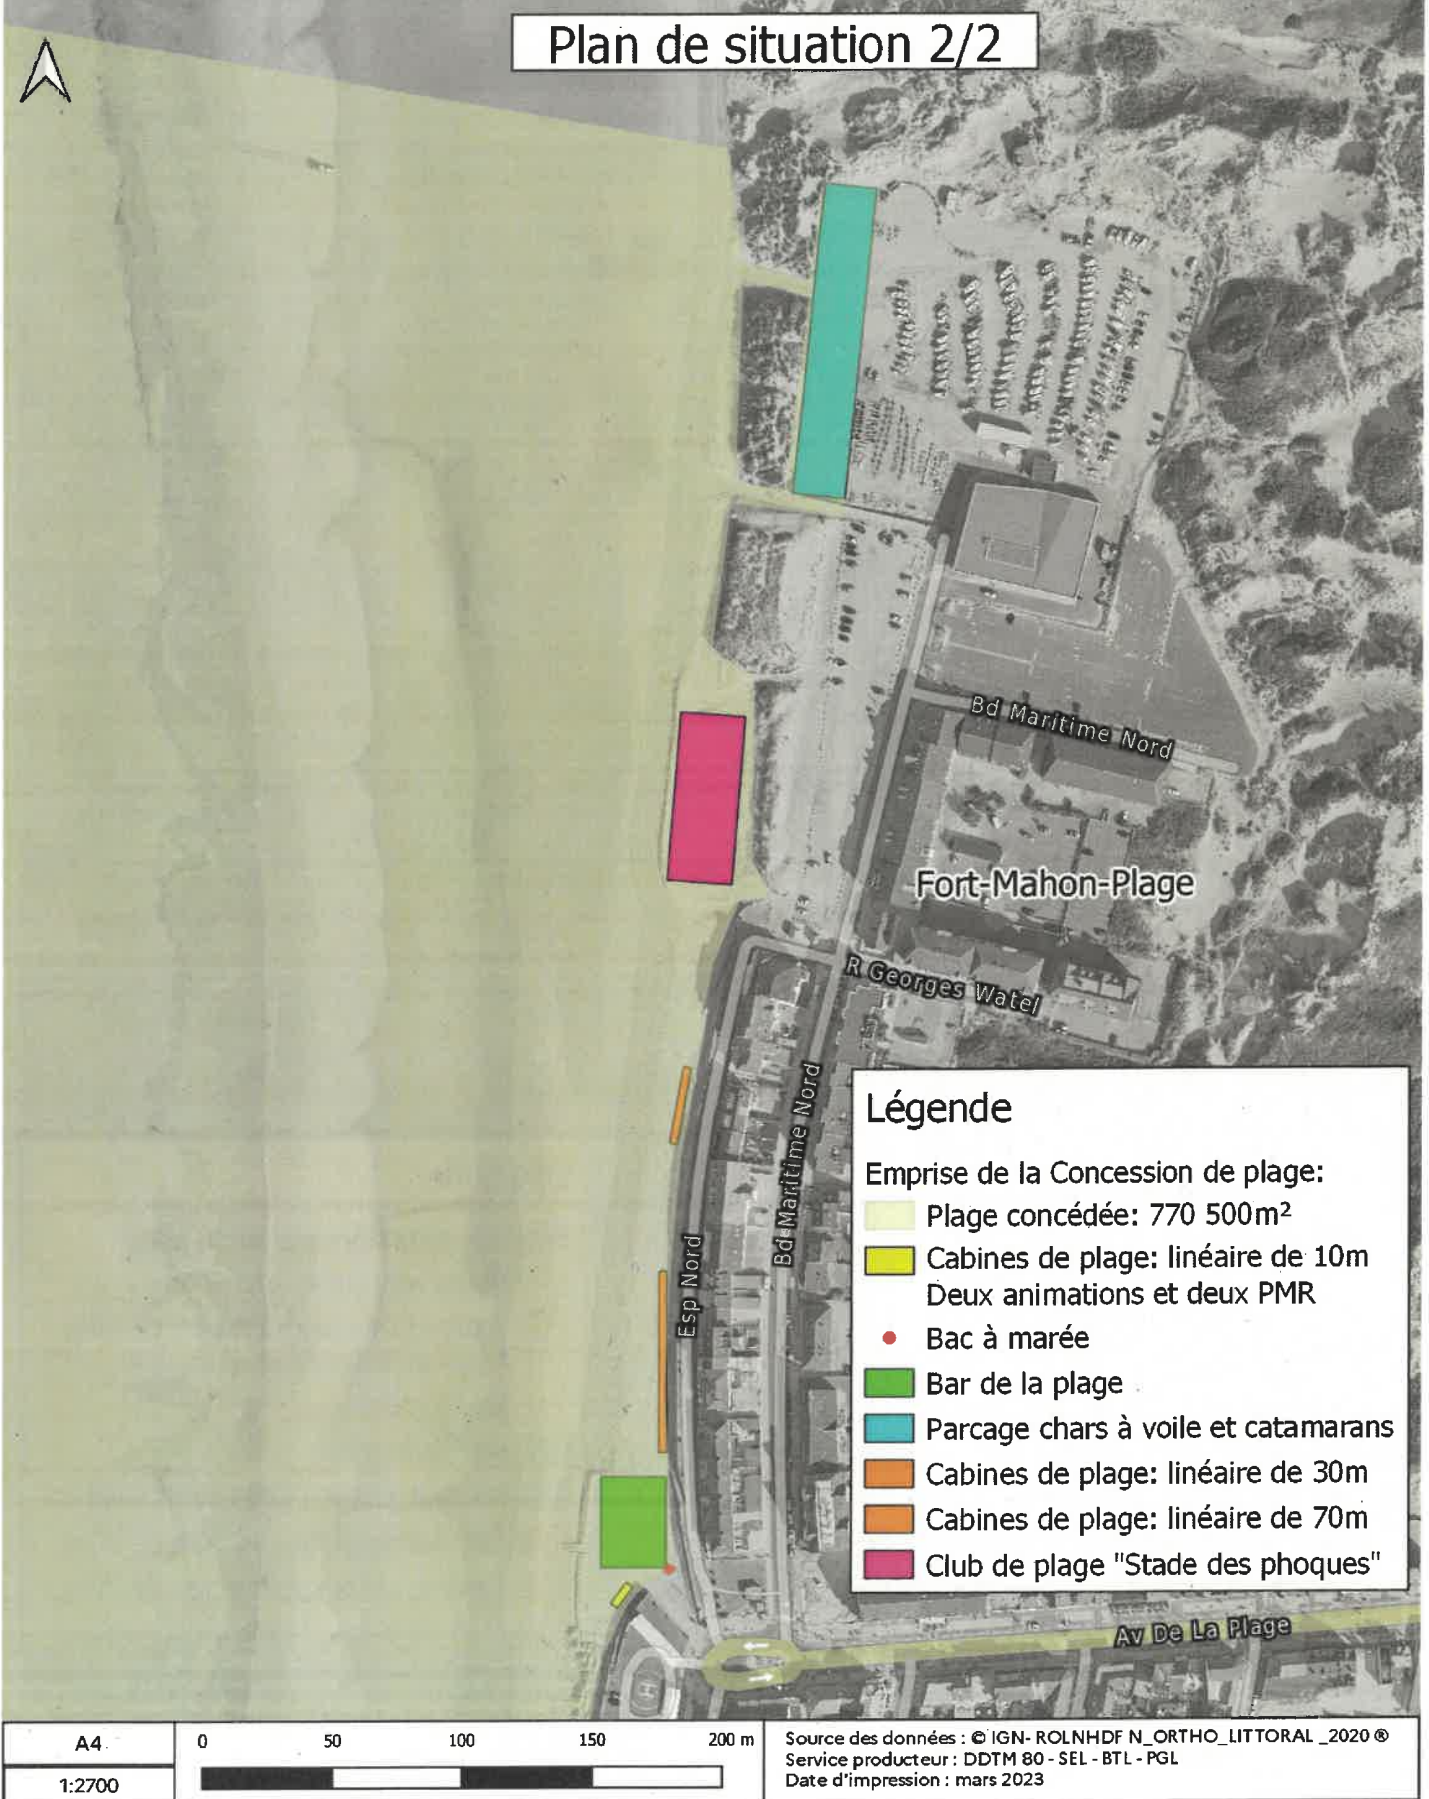 Plan de situation 2/2
Bd Maritime Nord
Fort-Mahon-Plage
R Georges Watel
Bd Maritime Nord
Esp Nord
Légende
Emprise de la Concession de plage:
Plage concédée: 770 500m²
Cabines de plage: linéaire de 10m
Deux animations et deux PMR
Bac à marée
Bar de la plage
Parcage chars à voile et catamarans
Cabines de plage: linéaire de 30m
Cabines de plage: linéaire de 70m
Club de plage "Stade des phoques"
Av De La Plage
H
A4
1:2700
0 50 100 150 200 m
Source des données : © IGN- ROLNHDF N_ORTHO_LITTORAL _2020 ®
Service producteur : DDTM 80 - SEL - BTL - PGL
Date d'impression : mars 2023